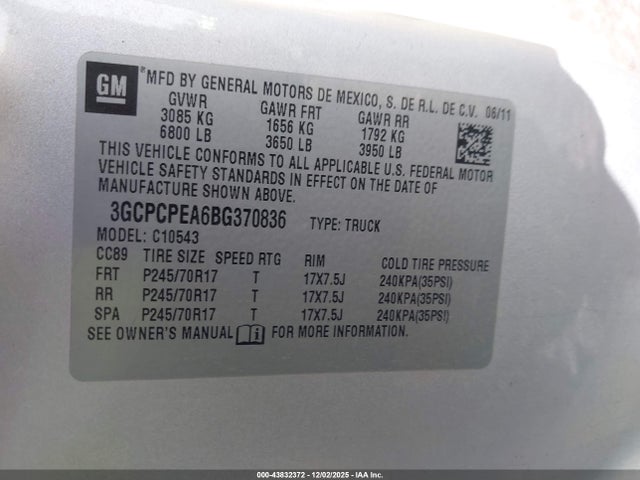 GM
MFD BY GENERAL MOTORS DE MEXICO, S. DE R.L. DE C.V. 06/11
GVWR GAWR FRT GAWR RR
3085 KG 1656 KG 1792 KG
6800 LB 3650 LB 3950 LB
THIS VEHICLE CONFORMS TO ALL APPLICABLE U.S. FEDERAL MOTOR
VEHICLE SAFETY STANDARDS IN EFFECT ON THE DATE OF
MANUFACTURE SHOWN ABOVE.
3GCPCPEA6BG370836 TYPE: TRUCK
MODEL: C10543
CC89 TIRE SIZE SPEED RTG RIM COLD TIRE PRESSURE
FRT P245/70R17 T 17X7.5J 240KPA(35PSI)
RR P245/70R17 T 17X7.5J 240KPA(35PSI)
SPA P245/70R17 T 17X7.5J 240KPA(35PSI)
SEE OWNER'S MANUAL FOR MORE INFORMATION.
000-43832372 - 12/02/2025 - IAA Inc.